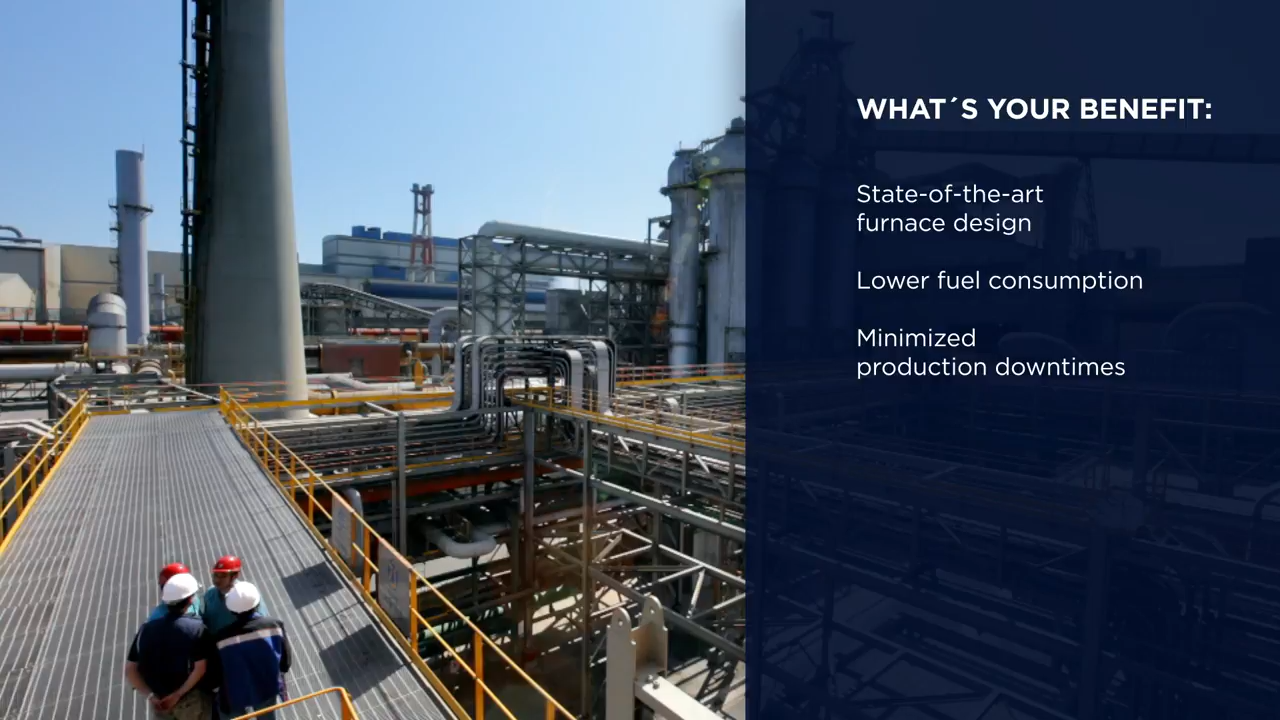 WHAT´S YOUR BENEFIT:
State-of-the-art
furnace design
Lower fuel consumption
Minimized
production downtimes